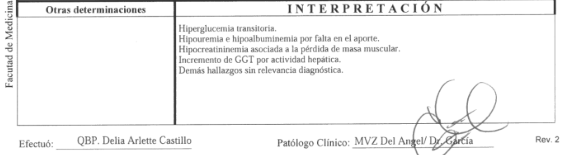 Facutad de Medicina
Otras determinaciones
INTERPRETACIÓN
Hiperglucemia transitoria.
Hipouremia e hipoalbuminemia por falta en el aporte.
Hipocreatininemia asociada a la pérdida de masa muscular.
Incremento de GGT por actividad hepática.
Demás hallazgos sin relevancia diagnóstica.
Efectuó: QBP. Delia Arlette Castillo Patólogo Clínico: MVZ Del Angel/ Dr. García Rev. 2